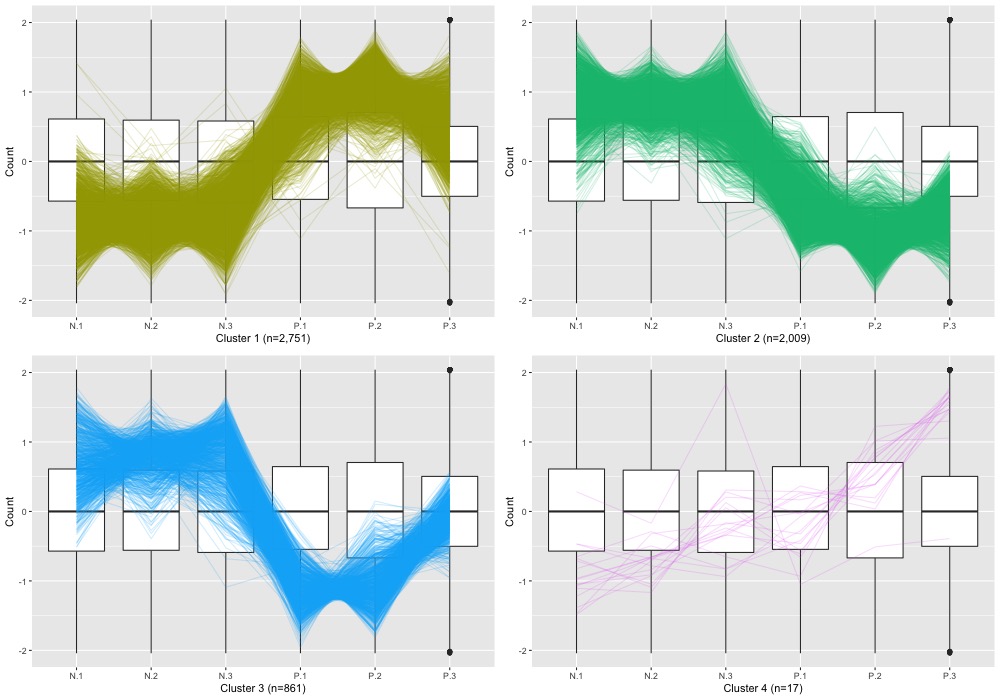 2
1
0
-1
-2
Count
N.1 N.2 N.3 P.1 P.2 P.3
Cluster 1 (n=2,751)
2
1
0
-1
-2
Count
N.1 N.2 N.3 P.1 P.2 P.3
Cluster 2 (n=2,009)
2
1
0
-1
-2
Count
N.1 N.2 N.3 P.1 P.2 P.3
Cluster 3 (n=861)
2
1
0
-1
-2
Count
N.1 N.2 N.3 P.1 P.2 P.3
Cluster 4 (n=17)